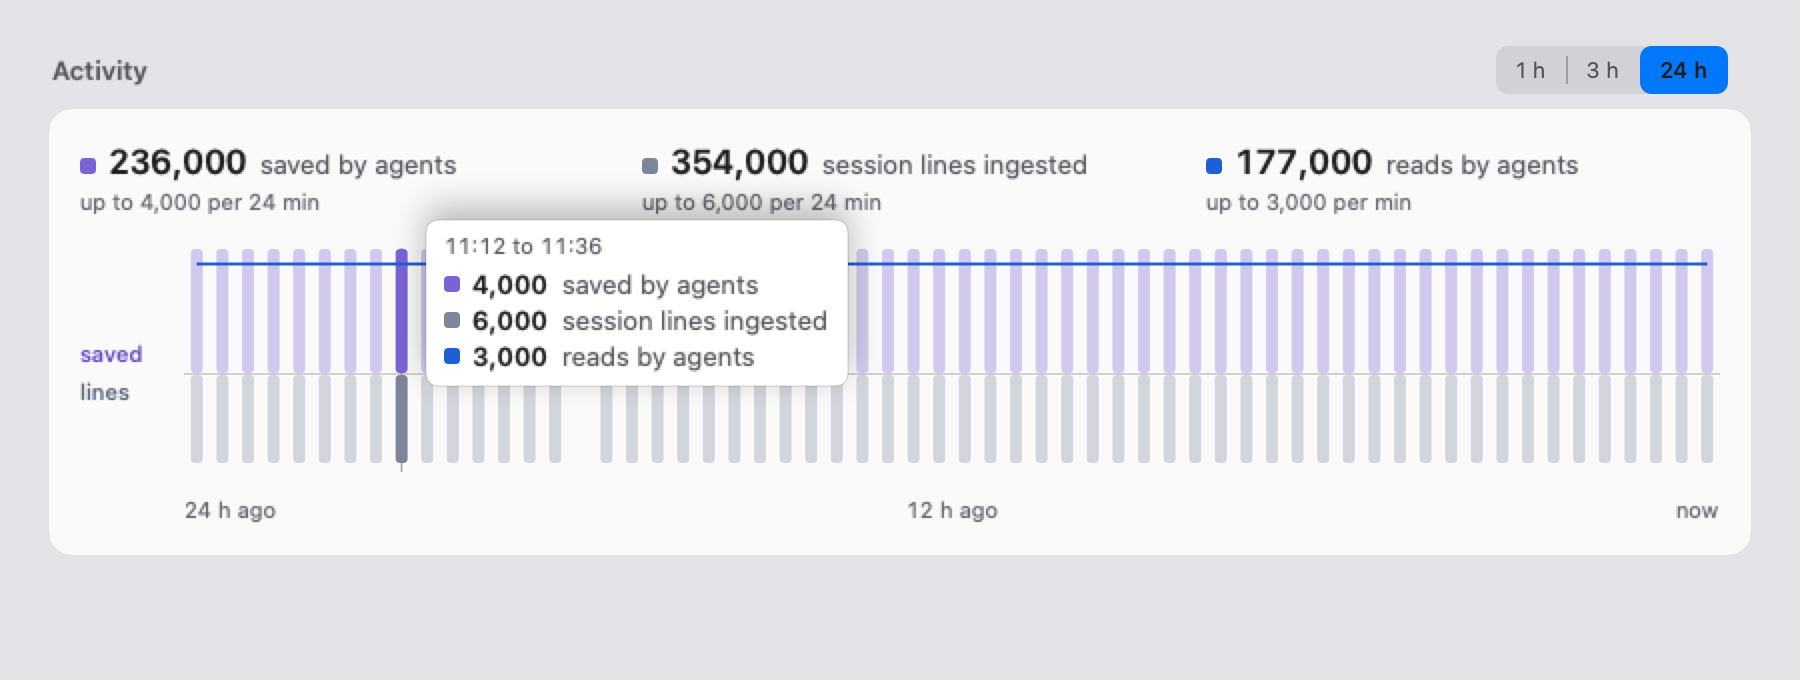 Activity
1 h
3 h
24 h
236,000 saved by agents
up to 4,000 per 24 min
354,000 session lines ingested
up to 6,000 per 24 min
177,000 reads by agents
up to 3,000 per min
11:12 to 11:36
4,000 saved by agents
6,000 session lines ingested
3,000 reads by agents
saved
lines
24 h ago
12 h ago
now